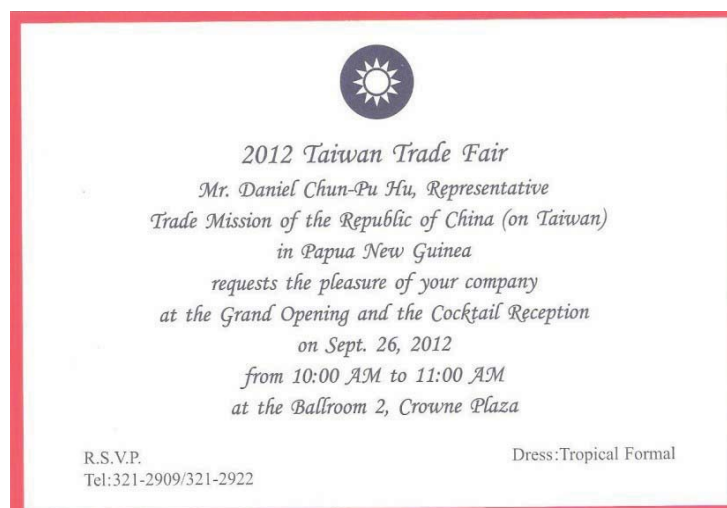 2012 Taiwan Trade Fair
Mr. Daniel Chun-Pu Hu, Representative
Trade Mission of the Republic of China (on Taiwan)
in Papua New Guinea
requests the pleasure of your company
at the Grand Opening and the Cocktail Reception
on Sept. 26, 2012
from 10:00 AM to 11:00 AM
at the Ballroom 2, Crowne Plaza
R.S.V.P.
Tel:321-2909/321-2922
Dress:Tropical Formal